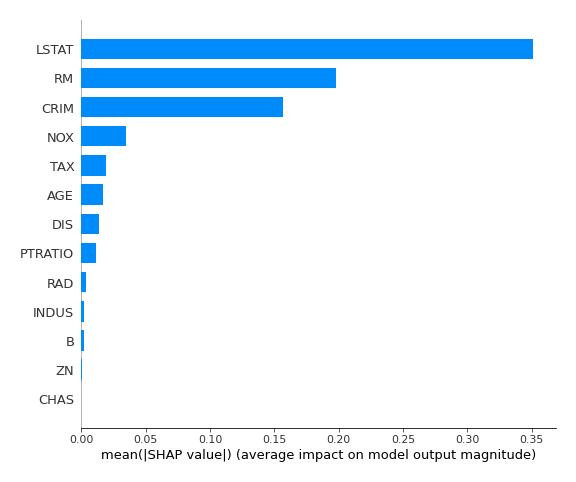 LSTAT
RM
CRIM
NOX
TAX
AGE
DIS
PTRATIO
RAD
INDUS
B
ZN
CHAS
0.00 0.05 0.10 0.15 0.20 0.25 0.30 0.35
mean(|SHAP value|) (average impact on model output magnitude)